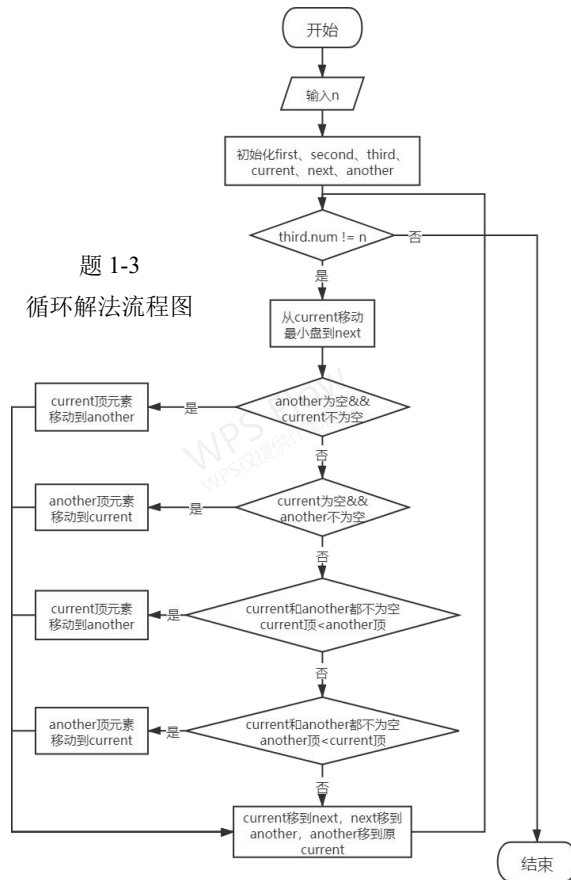 开始
输入n
初始化first、second、third、
current、next、another
third.num != n
否
是
题 1-3
循环解法流程图
从current移动
最小盘到next
another为空&&
current不为空
是
current顶元素
移动到another
否
current为空&&
another不为空
是
another顶元素
移动到current
否
current和another都不为空
current顶<another顶
是
current顶元素
移动到another
否
current和another都不为空
another顶<current顶
是
another顶元素
移动到current
否
current移到next，next移到
another，another移到原
current
结束